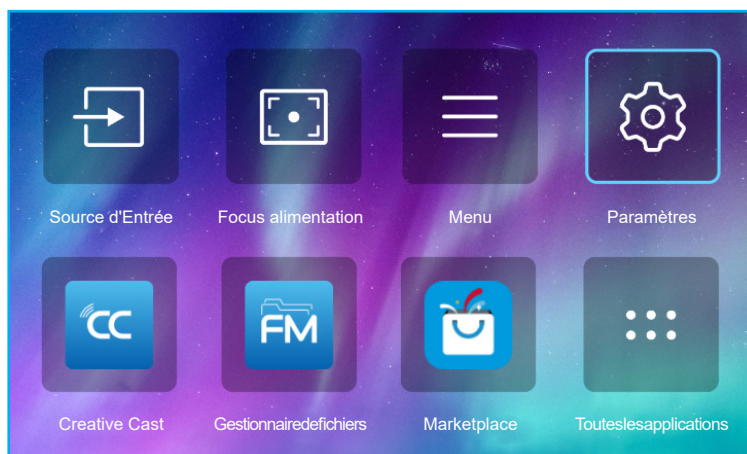 Source d'Entrée
Focus alimentation
Menu
Paramètres
CC
FM
Creative Cast
Gestionnairedefichiers
Marketplace
Touteslesapplications